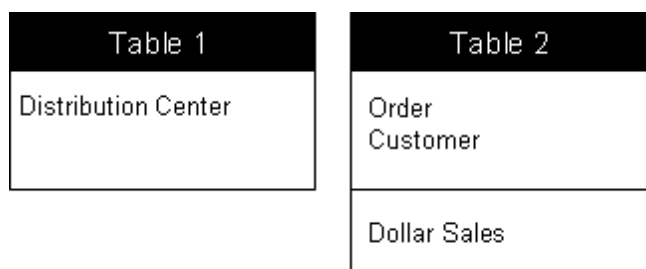 Table 1
Distribution Center
Table 2
Order
Customer
Dollar Sales